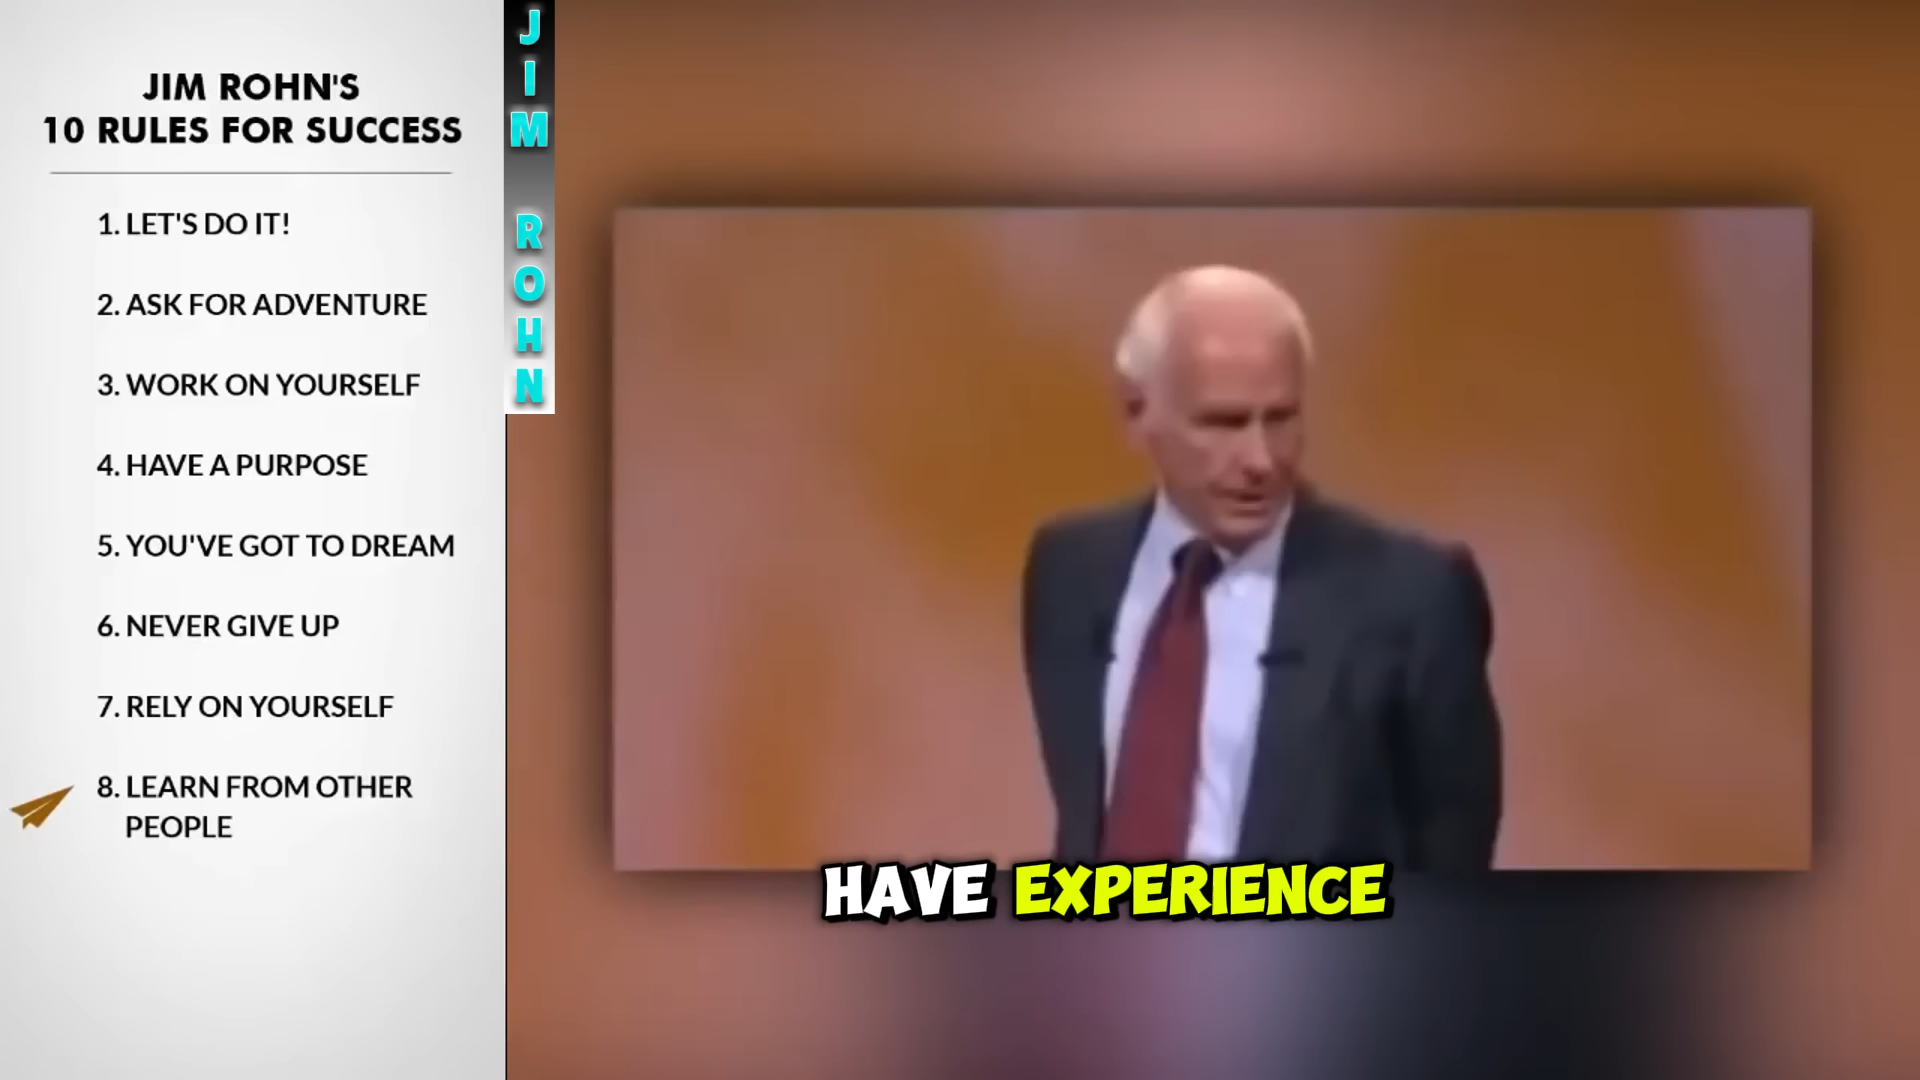 JIM ROHN'S
10 RULES FOR SUCCESS
1. LET'S DO IT!
2. ASK FOR ADVENTURE
3. WORK ON YOURSELF
4. HAVE A PURPOSE
5. YOU'VE GOT TO DREAM
6. NEVER GIVE UP
7. RELY ON YOURSELF
8. LEARN FROM OTHER
PEOPLE
JIM ROHN
HAVE EXPERIENCE